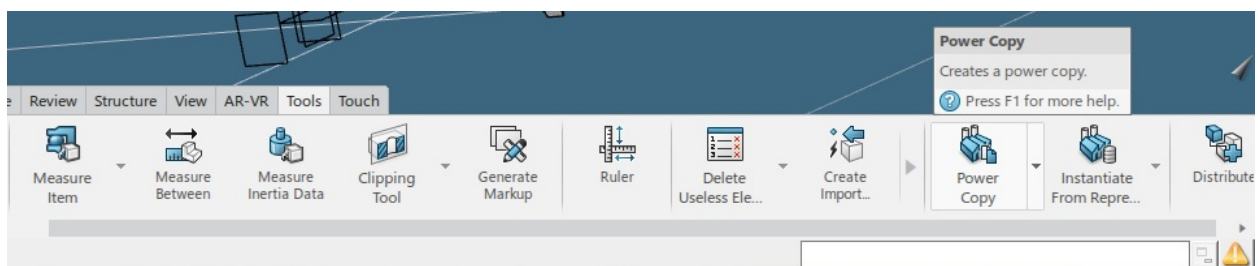 Power Copy
Creates a power copy.
Press F1 for more help.
Review Structure View AR-VR Tools Touch
Measure
Item
Measure
Between
Measure
Inertia Data
Clipping
Tool
Generate
Markup
Ruler
Delete
Useless Ele...
Create
Import...
Power
Copy
Instantiate
From Repre...
Distribute